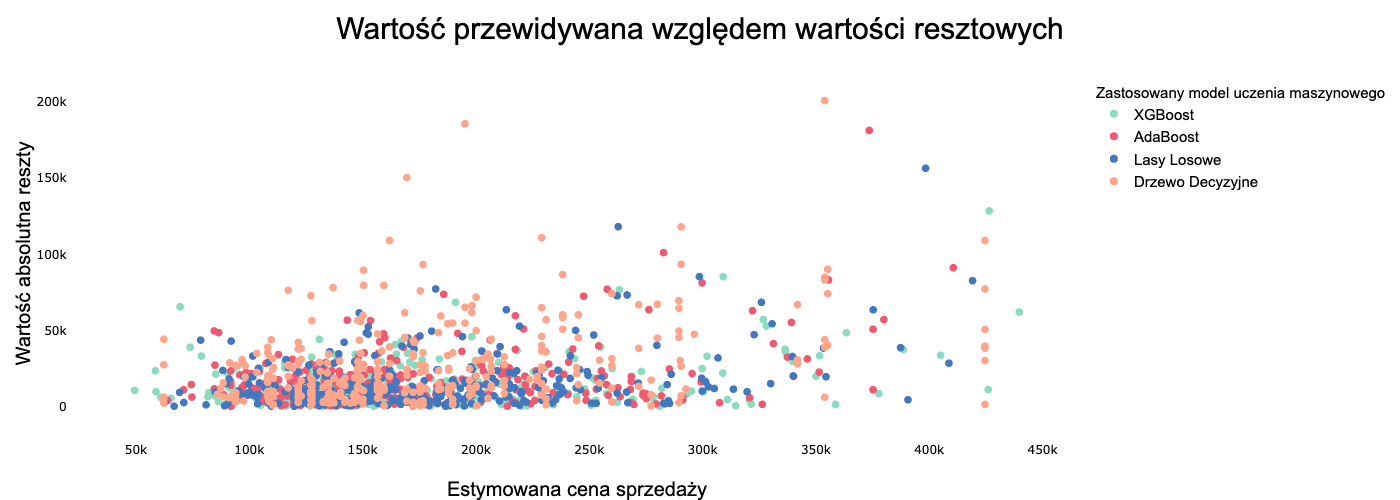 Wartość przewidywana względem wartości resztowych
Zastosowany model uczenia maszynowego
XGBoost
AdaBoost
Lasy Losowe
Drzewo Decyzyjne
Wartość absolutna reszty
200k
150k
100k
50k
0
50k 100k 150k 200k 250k 300k 350k 400k 450k
Estymowana cena sprzedaży